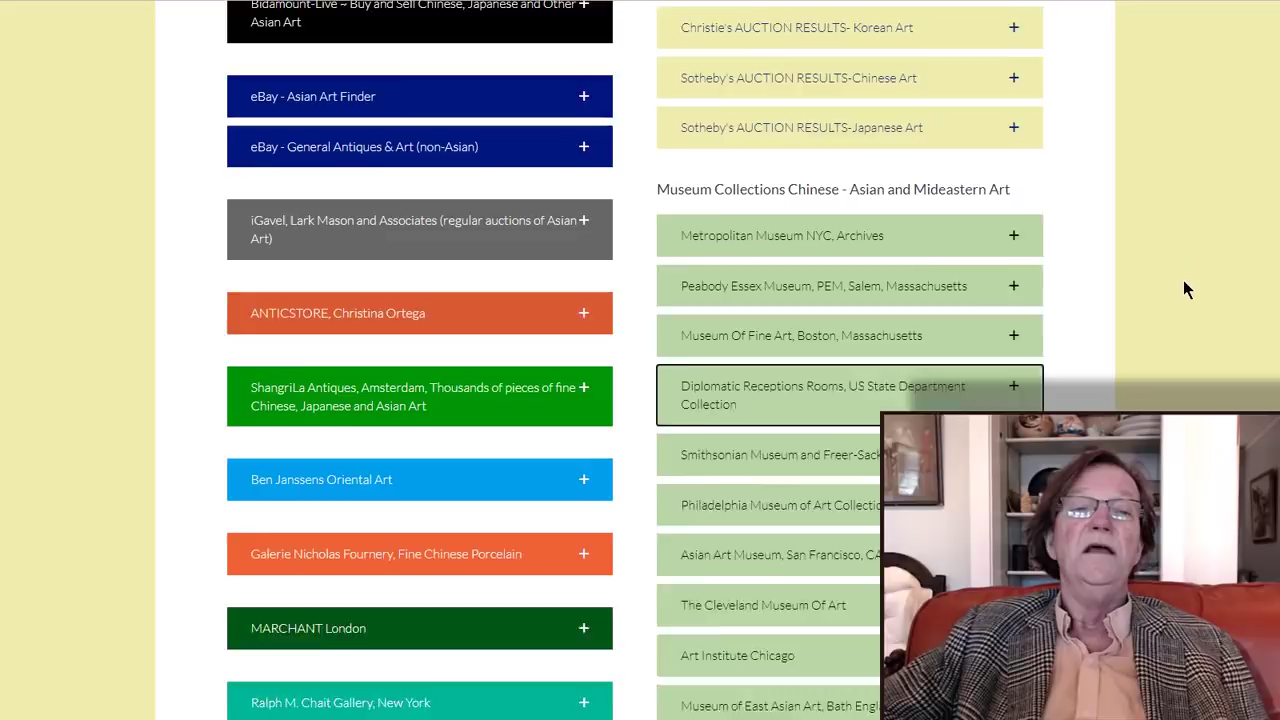 Bidamount-Live ~ Buy and Sell Chinese, Japanese and Other
Asian Art
eBay - Asian Art Finder
eBay - General Antiques & Art (non-Asian)
iGavel, Lark Mason and Associates (regular auctions of Asian
Art)
ANTICSTORE, Christina Ortega
ShangriLa Antiques, Amsterdam, Thousands of pieces of fine
Chinese, Japanese and Asian Art
Ben Janssens Oriental Art
Galerie Nicholas Fournery, Fine Chinese Porcelain
MARCHANT London
Ralph M. Chait Gallery, New York
Christie's AUCTION RESULTS- Korean Art
Sotheby's AUCTION RESULTS-Chinese Art
Sotheby's AUCTION RESULTS-Japanese Art
Museum Collections Chinese - Asian and Mideastern Art
Metropolitan Museum NYC, Archives
Peabody Essex Museum, PEM, Salem, Massachusetts
Museum Of Fine Art, Boston, Massachusetts
Diplomatic Receptions Rooms, US State Department
Collection
Smithsonian Museum and Freer-Sack
Philadelphia Museum of Art Collectio
Asian Art Museum, San Francisco, CA
The Cleveland Museum Of Art
Art Institute Chicago
Museum of East Asian Art, Bath Engl